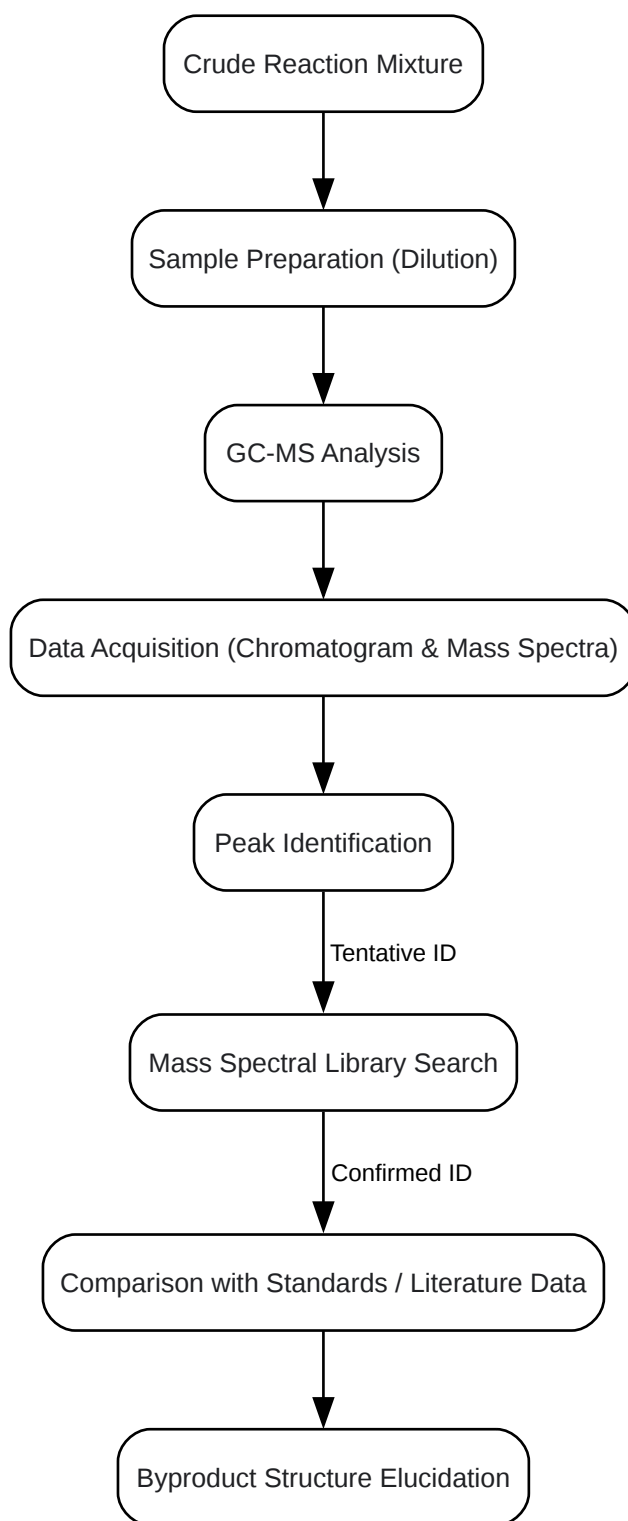 Crude Reaction Mixture
Sample Preparation (Dilution)
GC-MS Analysis
Data Acquisition (Chromatogram & Mass Spectra)
Peak Identification
Tentative ID
Mass Spectral Library Search
Confirmed ID
Comparison with Standards / Literature Data
Byproduct Structure Elucidation